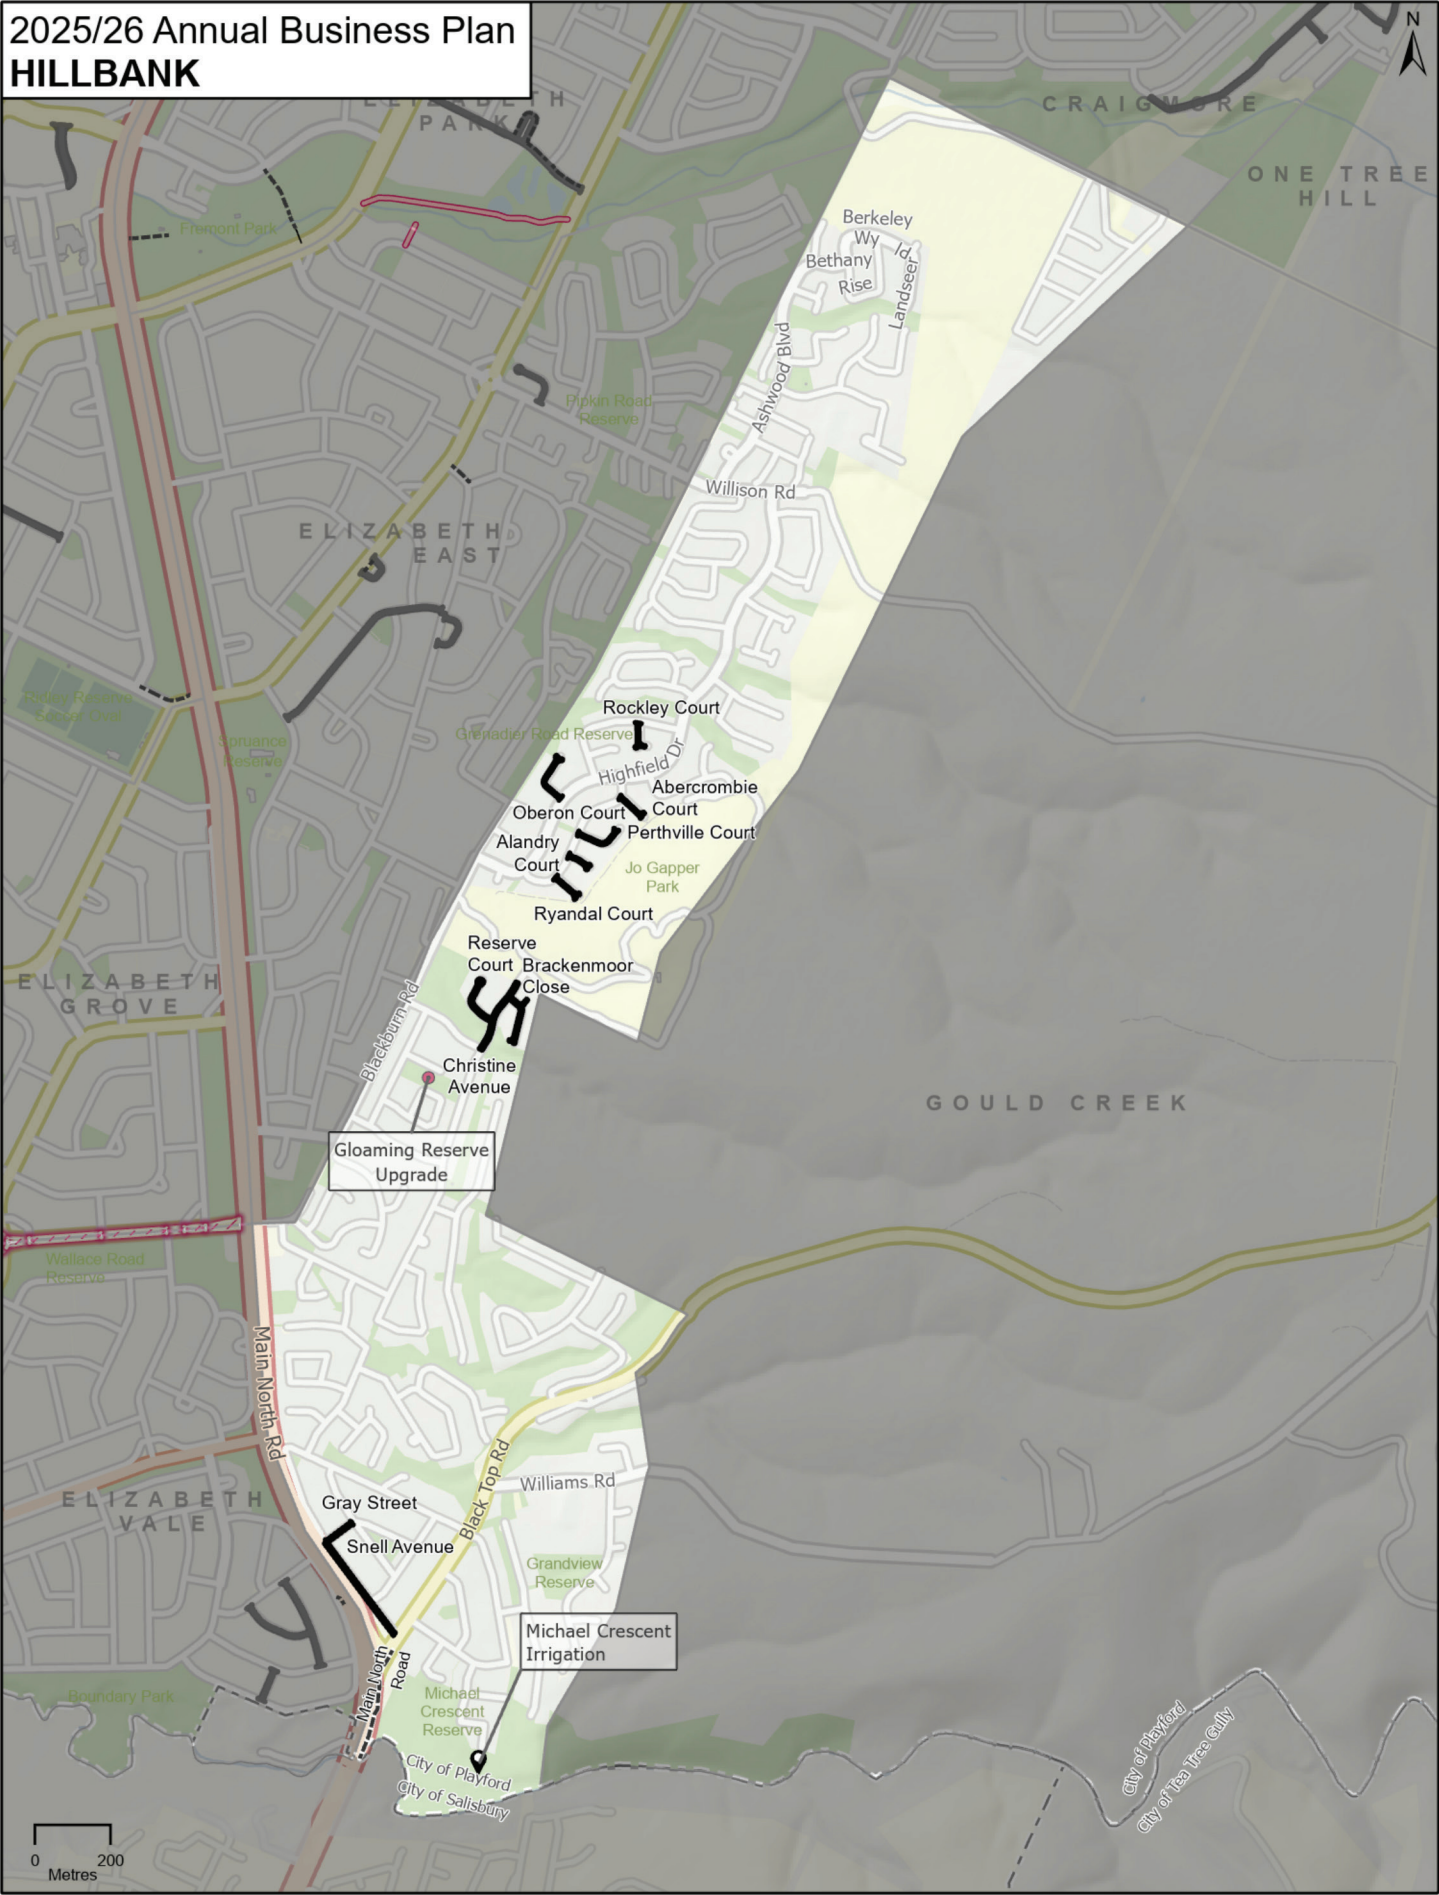 2025/26 Annual Business Plan
HILLBANK
N
ELIZABETH
PARK
CRAIGMORE
ONE TREE
HILL
Fremont Park
Berkeley
Wy
ld
Bethany
Rise
Landseer
Ashwood Blvd
Pipkin Road
Reserve
Willison Rd
ELIZABETH
EAST
Spruance
Reserve
Rockley Court
Grenadier Road Reserve
Highfield Dr
Abercrombie
Court
Oberon Court
Perthville Court
Alandry
Court
Jo Gapper
Park
Ryandal Court
Reserve
Court
Brackenmoor
Close
ELIZABETH
GROVE
Blackburn Rd
Christine
Avenue
GOULD CREEK
Gloaming Reserve
Upgrade
Wallace Road
Reserve
Main North Rd
Black Top Rd
Williams Rd
ELIZABETH
VALE
Gray Street
Snell Avenue
Grandview
Reserve
Michael Crescent
Irrigation
Main North
Road
Boundary Park
Michael
Crescent
Reserve
City of Playford
City of Salisbury
City of Playford
City of Tea Tree Gully
0 200
Metres